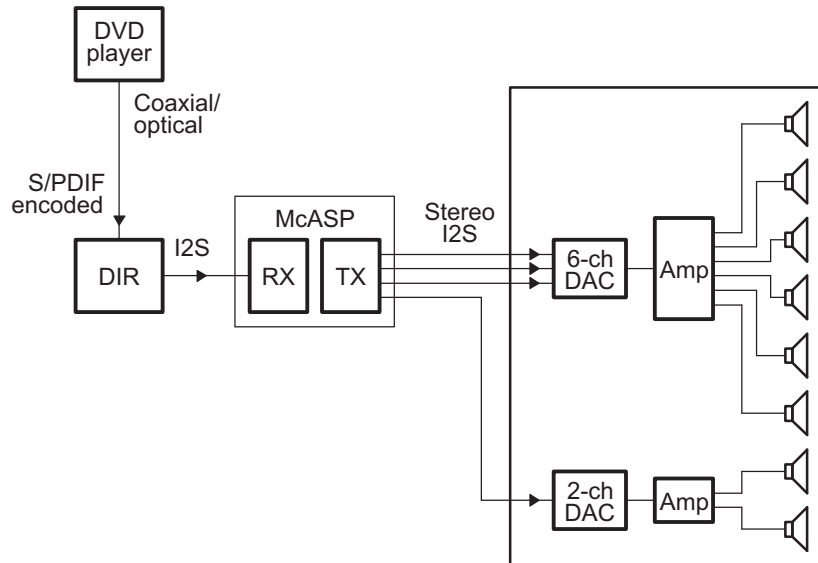 DVD
player
Coaxial/
optical
S/PDIF
encoded
DIR
I2S
McASP
RX
TX
Stereo
I2S
6-ch
DAC
Amp
2-ch
DAC
Amp